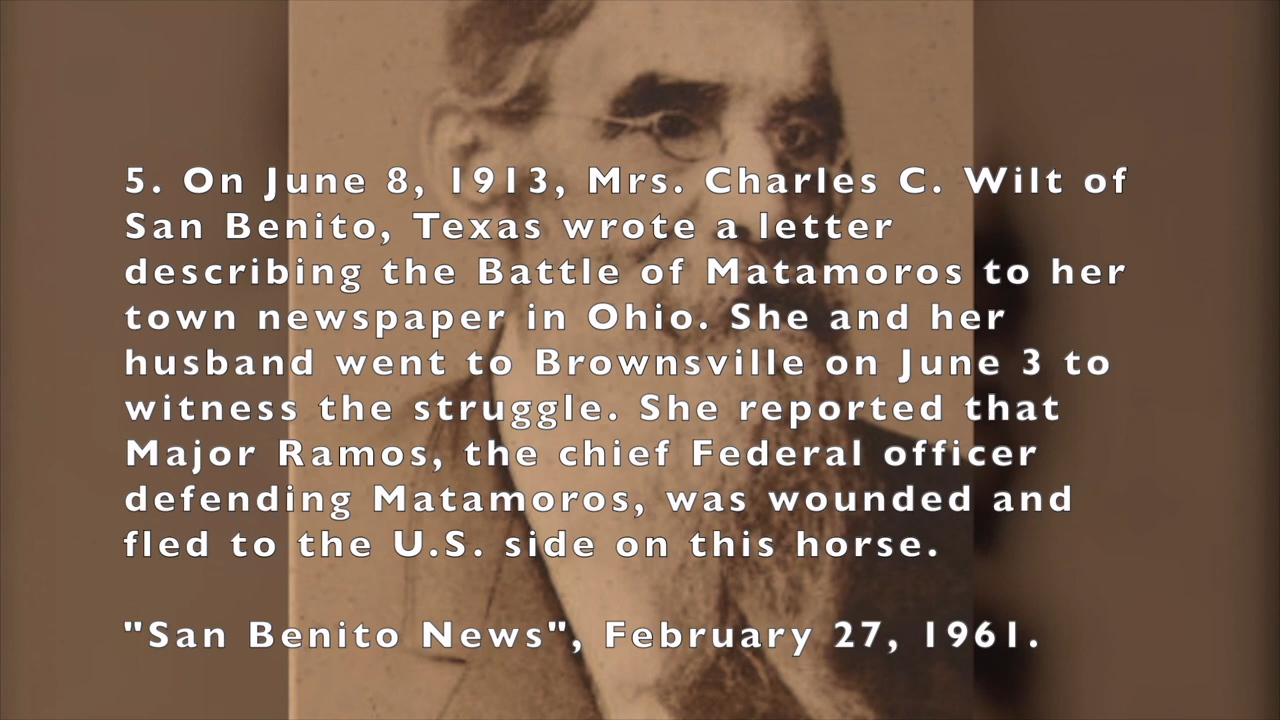 5. On June 8, 1913, Mrs. Charles C. Wilt of
San Benito, Texas wrote a letter
describing the Battle of Matamoros to her
town newspaper in Ohio. She and her
husband went to Brownsville on June 3 to
witness the struggle. She reported that
Major Ramos, the chief Federal officer
defending Matamoros, was wounded and
fled to the U.S. side on this horse.
"San Benito News", February 27, 1961.